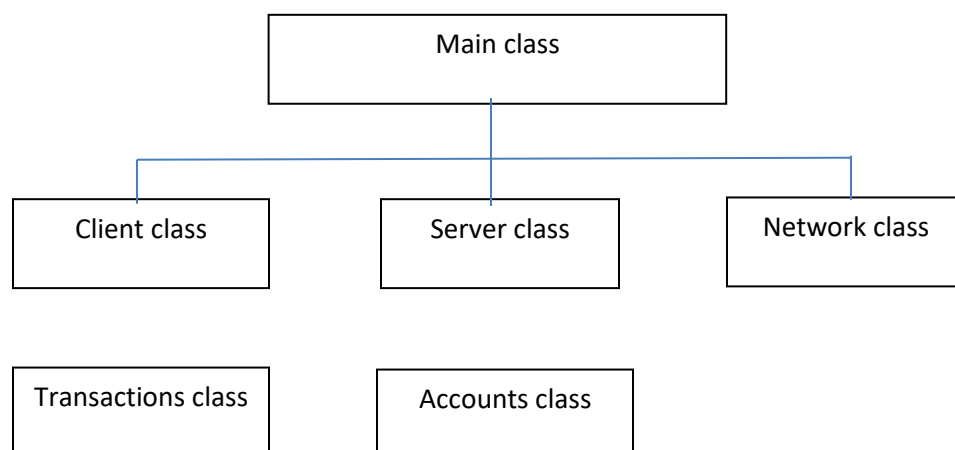 Main class
Client class
Server class
Network class
Transactions class
Accounts class